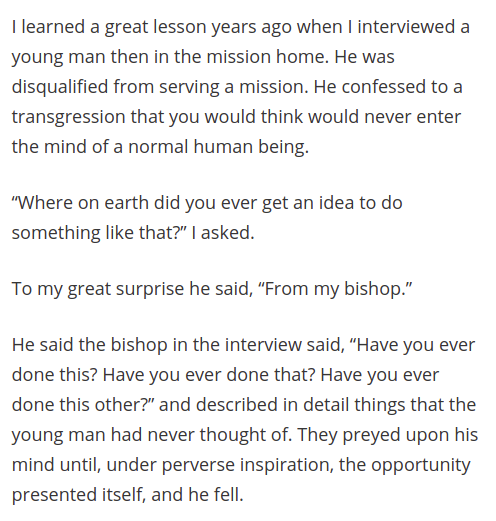 I learned a great lesson years ago when I interviewed a
young man then in the mission home. He was
disqualified from serving a mission. He confessed to a
transgression that you would think would never enter
the mind of a normal human being.
“Where on earth did you ever get an idea to do
something like that?” I asked.
To my great surprise he said, “From my bishop.”
He said the bishop in the interview said, “Have you ever
done this? Have you ever done that? Have you ever
done this other?” and described in detail things that the
young man had never thought of. They preyed upon his
mind until, under perverse inspiration, the opportunity
presented itself, and he fell.